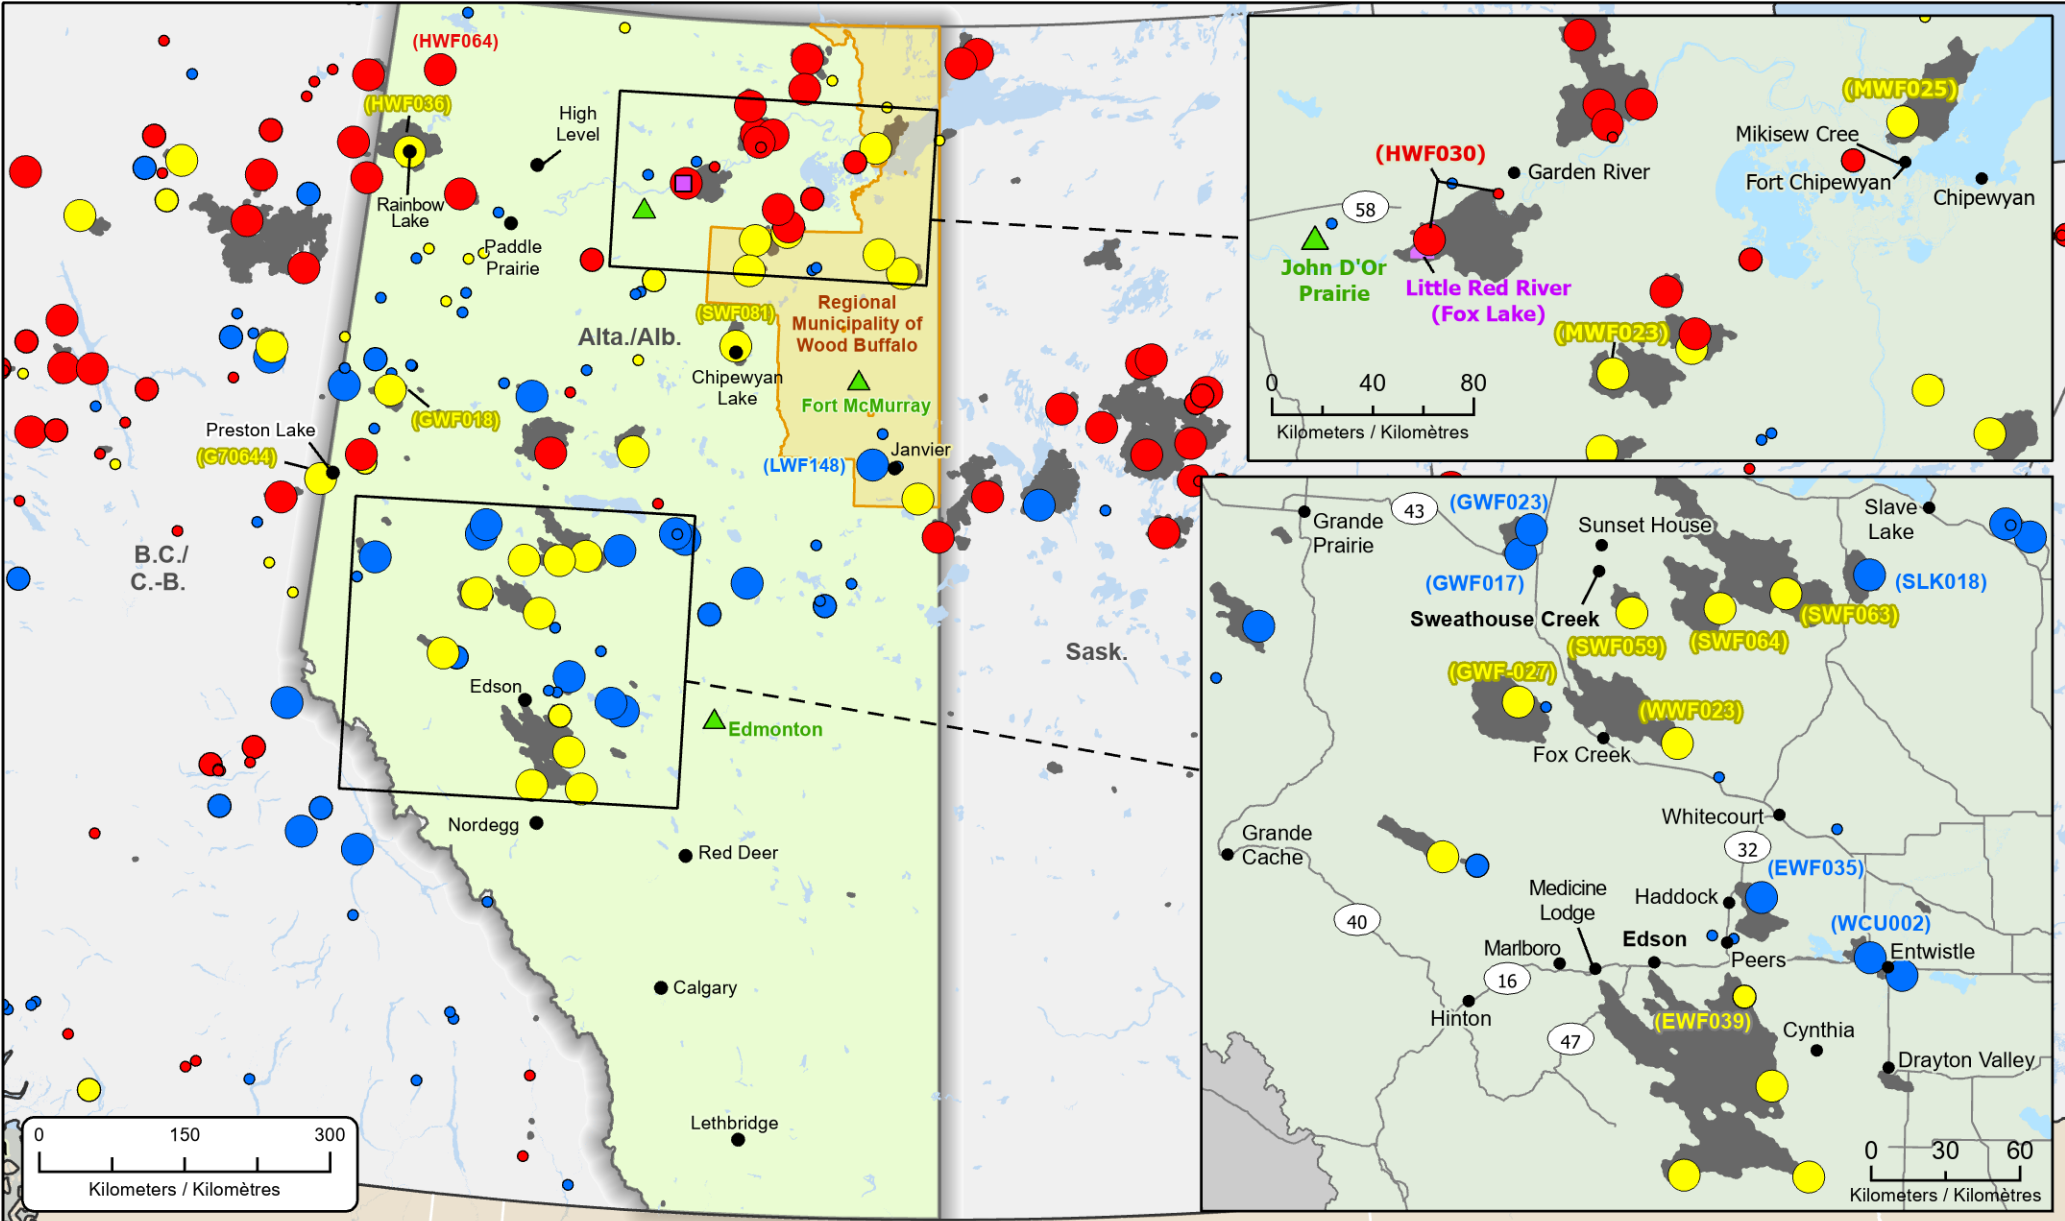 (HWF064)
(HWF036)
High
Level
Rainbow
Lake
Paddle
Prairie
Alta./Alb.
(SWF081)
Regional
Municipality of
Wood Buffalo
Chipewyan
Lake
Fort McMurray
(GWF018)
Preston Lake
(G70644)
(LWF148)
Janvier
B.C./
C.-B.
Sask.
Edson
Edmonton
Nordegg
Red Deer
Calgary
Lethbridge
0 150 300
Kilometers / Kilomètres
(MWF025)
Mikisew Cree
(HWF030)
Garden River
Fort Chipewyan
Chipewyan
58
John D'Or
Prairie
Little Red River
(Fox Lake)
(MWF023)
0 40 80
Kilometers / Kilomètres
43
(GWF023)
Grande
Prairie
Sunset House
Slave
Lake
(GWF017)
(SLK018)
Sweathouse Creek
(SWF063)
(SWF059)
(SWF064)
(GWF-027)
(WWF023)
Fox Creek
Whitecourt
Grande
Cache
32
(EWF035)
Medicine
Lodge
Haddock
40
(WCU002)
Marlboro
Edson
Peers
Entwistle
16
Hinton
(EWF039)
47
Cynthia
Drayton Valley
0 30 60
Kilometers / Kilomètres